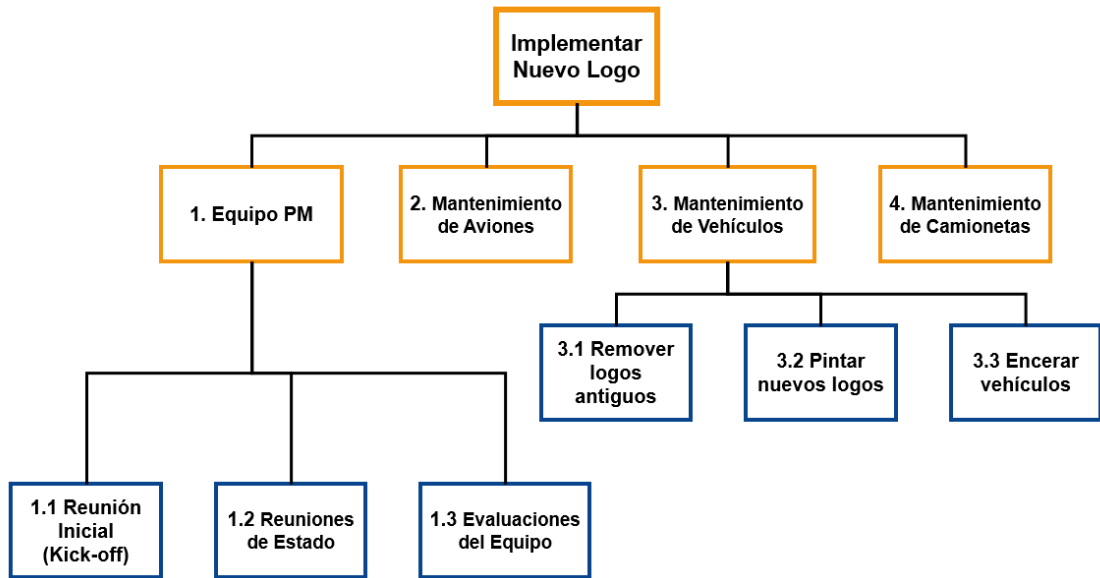 Implementar
Nuevo Logo
1. Equipo PM
2. Mantenimiento
de Aviones
3. Mantenimiento
de Vehículos
4. Mantenimiento
de Camionetas
3.1 Remover
logos
antiguos
3.2 Pintar
nuevos logos
3.3 Encerar
vehículos
1.1 Reunión
Inicial
(Kick-off)
1.2 Reuniones
de Estado
1.3 Evaluaciones
del Equipo